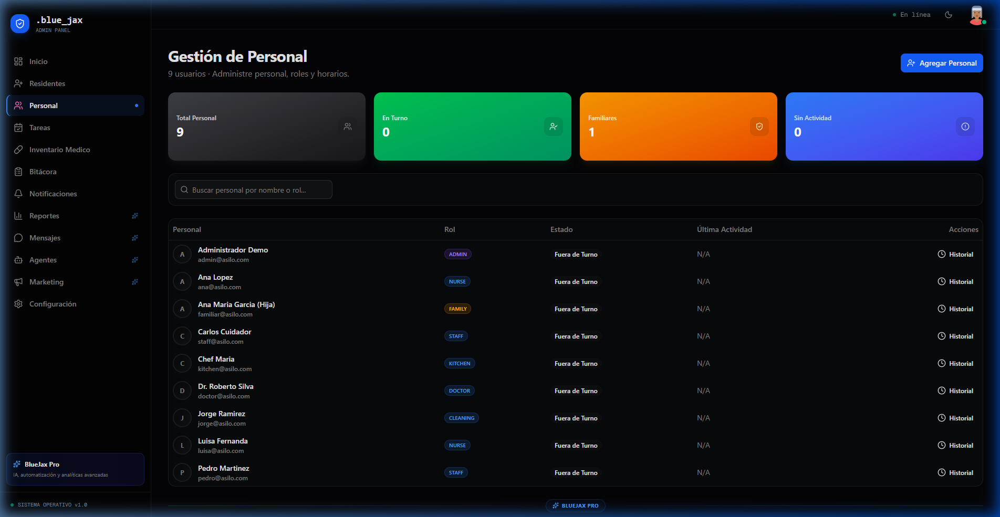 .blue_jax
ADMIN PANEL
Inicio
Residentes
Personal
Tareas
Inventario Medico
Bitácora
Notificaciones
Reportes
Mensajes
Agentes
Marketing
Configuración
BlueJax Pro
IA, automatización y analíticas avanzadas
SISTEMA OPERATIVO v1.0
En línea
Gestión de Personal
9 usuarios · Administre personal, roles y horarios.
Agregar Personal
Total Personal
9
En Turno
0
Familiares
1
Sin Actividad
0
Buscar personal por nombre o rol...
Personal Rol Estado Última Actividad Acciones
A Administrador Demo ADMIN Fuera de Turno N/A Historial
admin@asilo.com
A Ana Lopez NURSE Fuera de Turno N/A Historial
ana@asilo.com
A Ana Maria Garcia (Hija) FAMILY Fuera de Turno N/A Historial
familiar@asilo.com
C Carlos Cuidador STAFF Fuera de Turno N/A Historial
staff@asilo.com
C Chef Maria KITCHEN Fuera de Turno N/A Historial
kitchen@asilo.com
D Dr. Roberto Silva DOCTOR Fuera de Turno N/A Historial
doctor@asilo.com
J Jorge Ramirez CLEANING Fuera de Turno N/A Historial
jorge@asilo.com
L Luisa Fernanda NURSE Fuera de Turno N/A Historial
luisa@asilo.com
P Pedro Martinez STAFF Fuera de Turno N/A Historial
pedro@asilo.com
BLUEJAX PRO